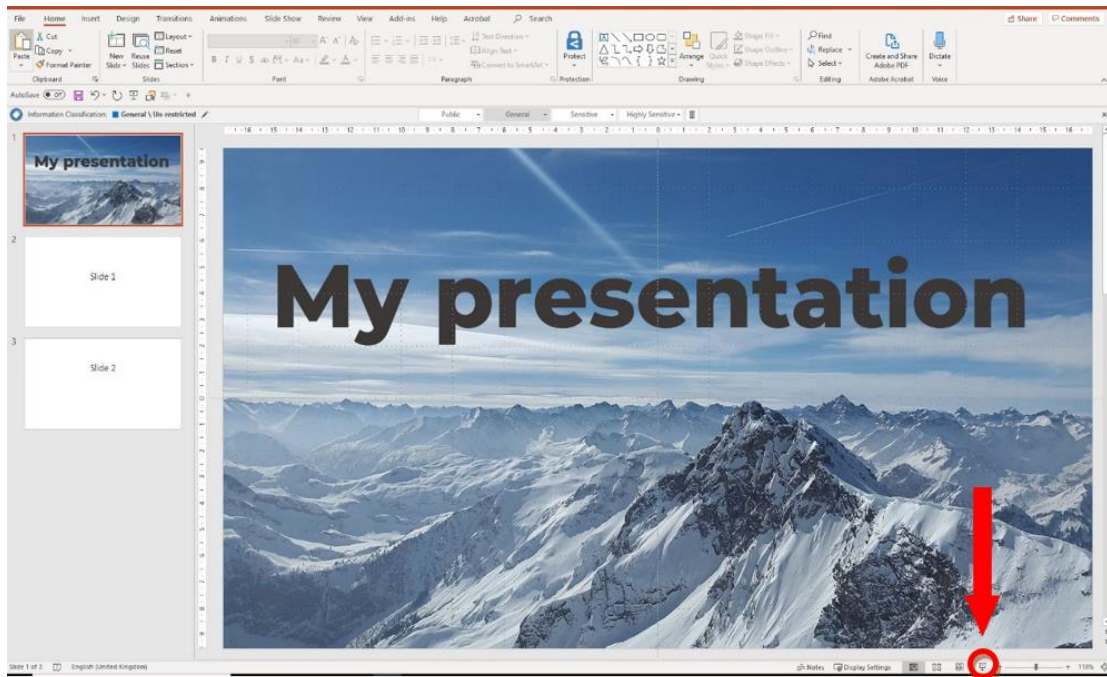 File Home Insert Design Transitions Animations Slide Show Review View Add-ins Help Acrobat Search Share Comments
Paste Cut Copy Format Painter
New Slide Reuse Slides Layout Reset Section
Text Direction Align Text Convert to SmartArt
Protect Arrange Quick Styles Shape Fill Shape Outline Shape Effects
Find Replace Select
Create and Share Adobe PDF Dictate
Clipboard Slides Font Paragraph Protection Drawing Editing Adobe Acrobat Voice
AutoSave Off
Information Classification: General \ Un-restricted Public General Sensitive Highly Sensitive
1
My presentation
2
Slide 1
3
Slide 2
My presentation
Slide 1 of 3 English (United Kingdom) Notes Display Settings 118%